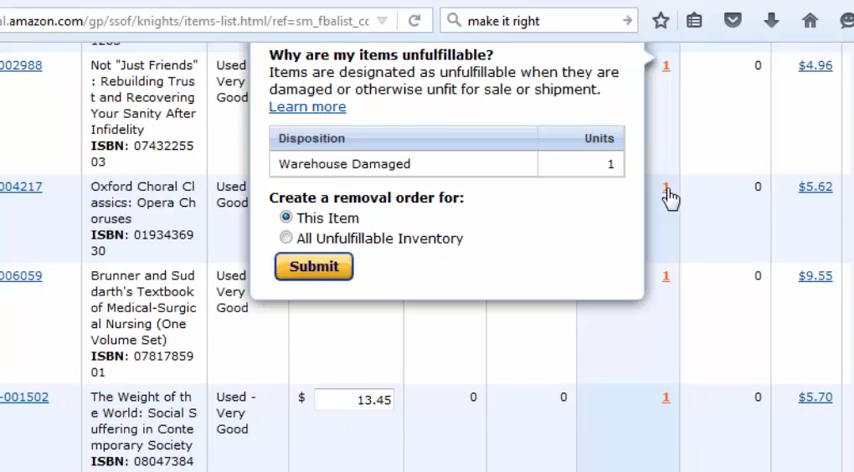 al.amazon.com/gp/ssof/knights/items-list.html/ref=sm_fbalist_cc
make it right
Why are my items unfulfillable?
Items are designated as unfulfillable when they are
damaged or otherwise unfit for sale or shipment.
Learn more
Disposition Units
Warehouse Damaged 1
Create a removal order for:
This Item
All Unfulfillable Inventory
Submit
002988
Not "Just Friends"
: Rebuilding Trus
t and Recovering
Your Sanity After
Infidelity
ISBN: 07432255
03
Used -
Very
Good
1 0 $4.96
004217
Oxford Choral Cl
assics: Opera Ch
oruses
ISBN: 01934369
30
Used
Very
Good
1 0 $5.62
006059
Brunner and Sud
darth's Textbook
of Medical-Surgic
al Nursing (One
Volume Set)
ISBN: 07817859
01
Used
Very
Good
1 0 $9.55
-001502
The Weight of th
e World: Social S
uffering in Conte
mporary Society
ISBN: 08047384
Used -
Very
Good
$ 13.45 0 0 1 0 $5.70